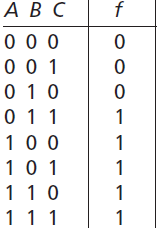 A B C f
0 0 0 0
0 0 1 0
0 1 0 0
0 1 1 1
1 0 0 1
1 0 1 1
1 1 0 1
1 1 1 1